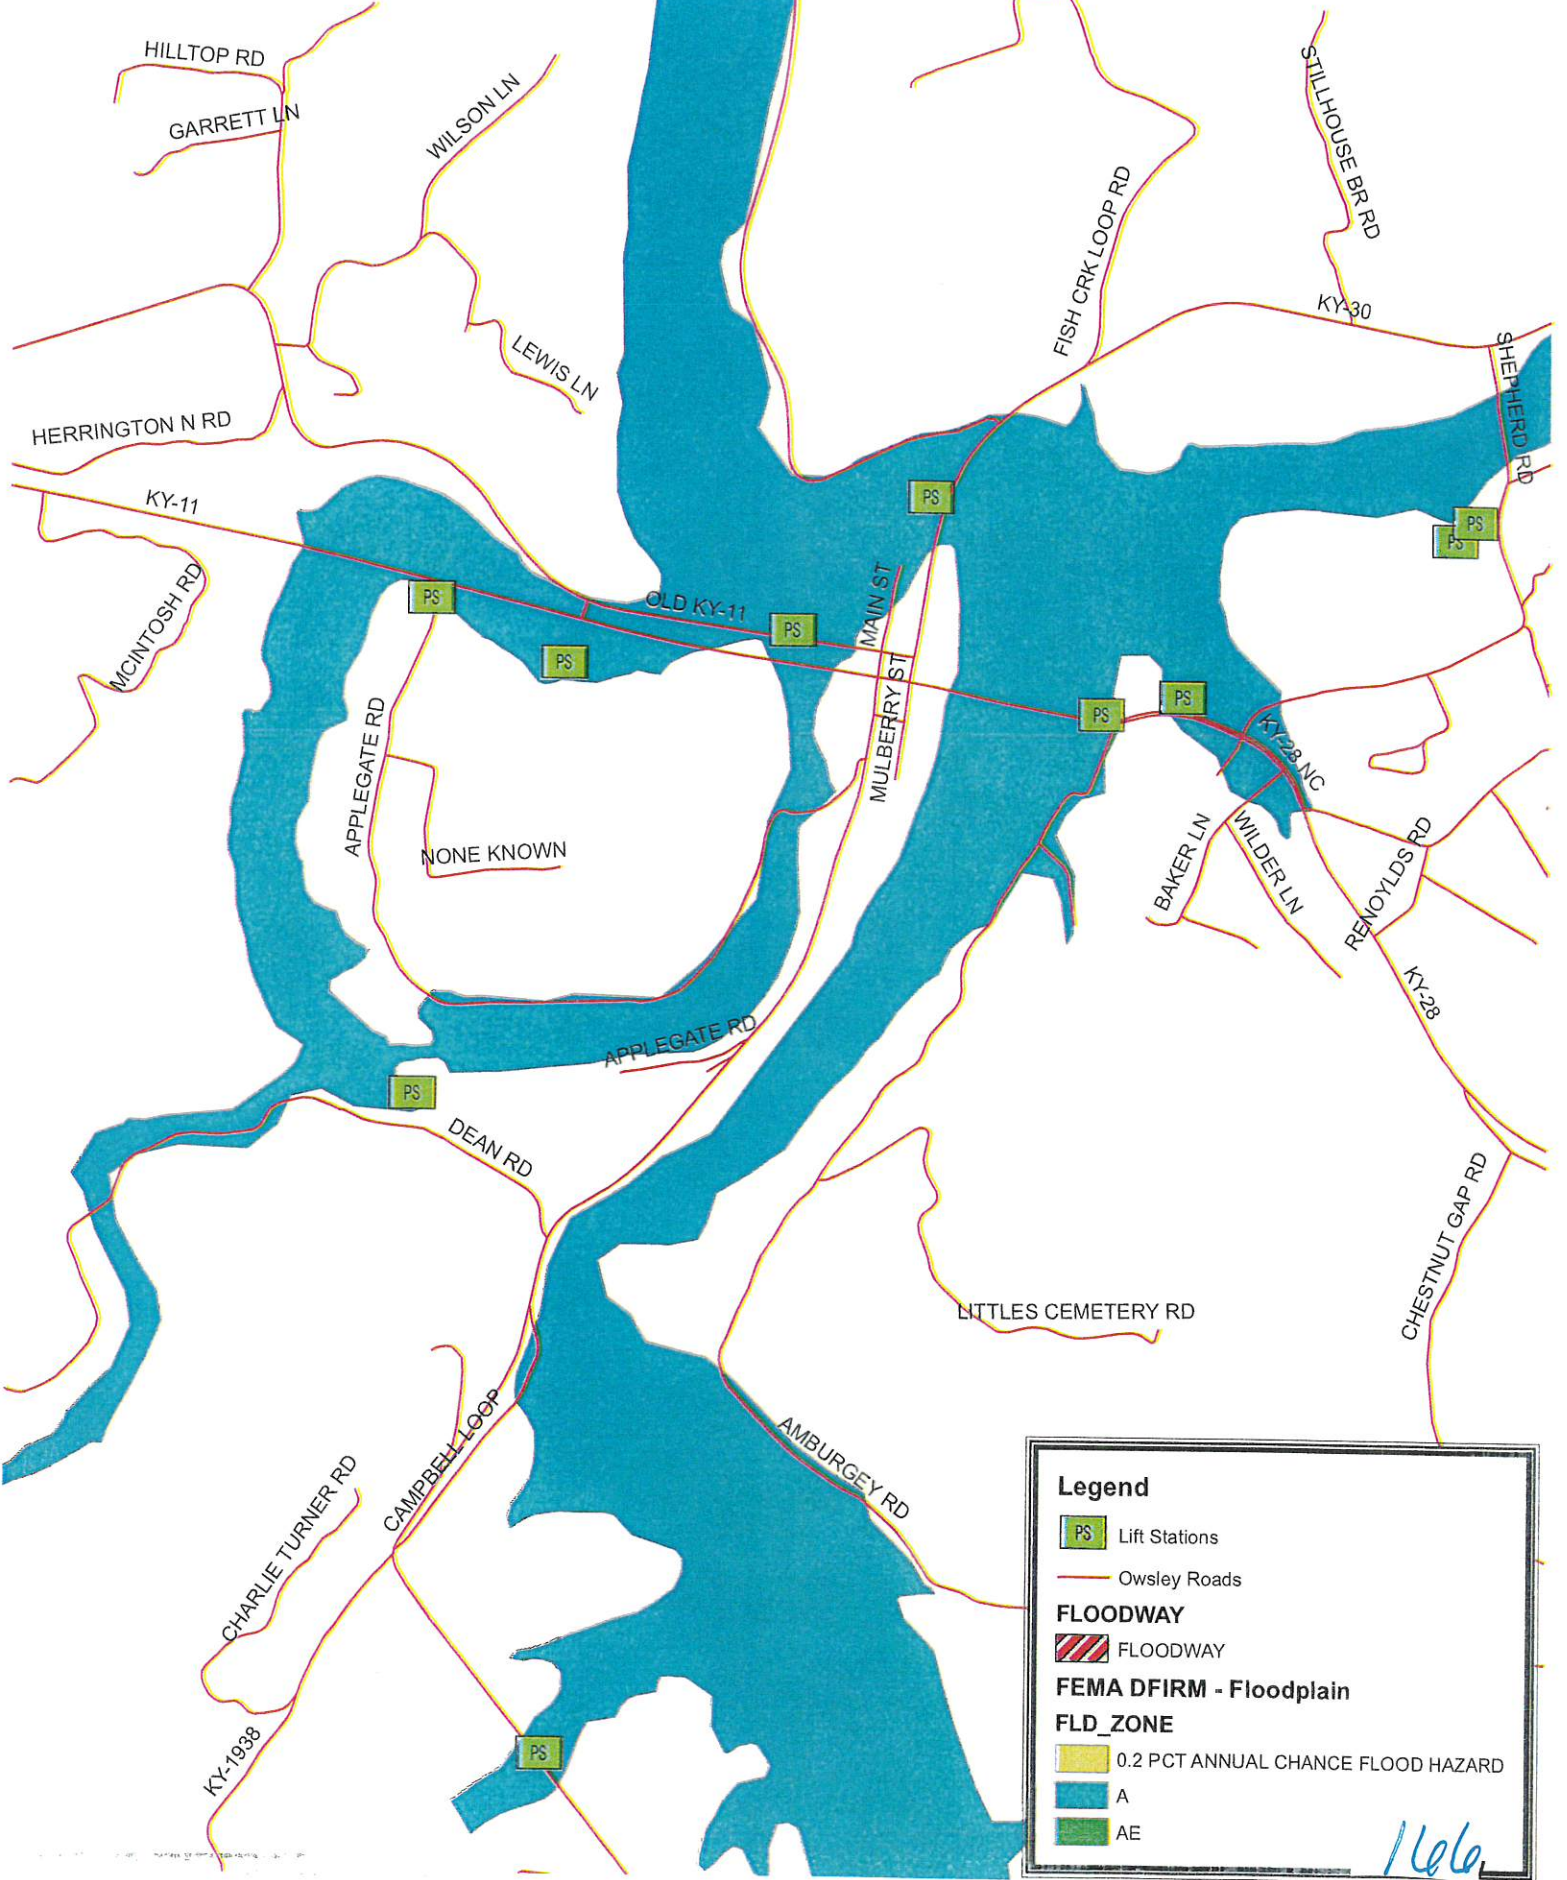 HILLTOP RD
GARRETT LN
WILSON LN
STILLHOUSE BR RD
FISH CRK LOOP RD
KY-30
LEWIS LN
SHEPHERD RD
HERRINGTON N RD
KY-11
PS
PS
PS
MCINTOSH RD
PS
OLD KY-11
PS
MAIN ST
PS
MULBERRY ST
PS
PS
APPLEGATE RD
KY-28 NC
NONE KNOWN
BAKER LN
WILDER LN
RENOYLDS RD
KY-28
APPLEGATE RD
PS
DEAN RD
CHESTNUT GAP RD
LITTLES CEMETERY RD
CAMPBELL LOOP
AMBURGEY RD
CHARLIE TURNER RD
KY-1938
PS
Legend
PS Lift Stations
Owsley Roads
FLOODWAY
FLOODWAY
FEMA DFIRM - Floodplain
FLD_ZONE
0.2 PCT ANNUAL CHANCE FLOOD HAZARD
A
AE
166